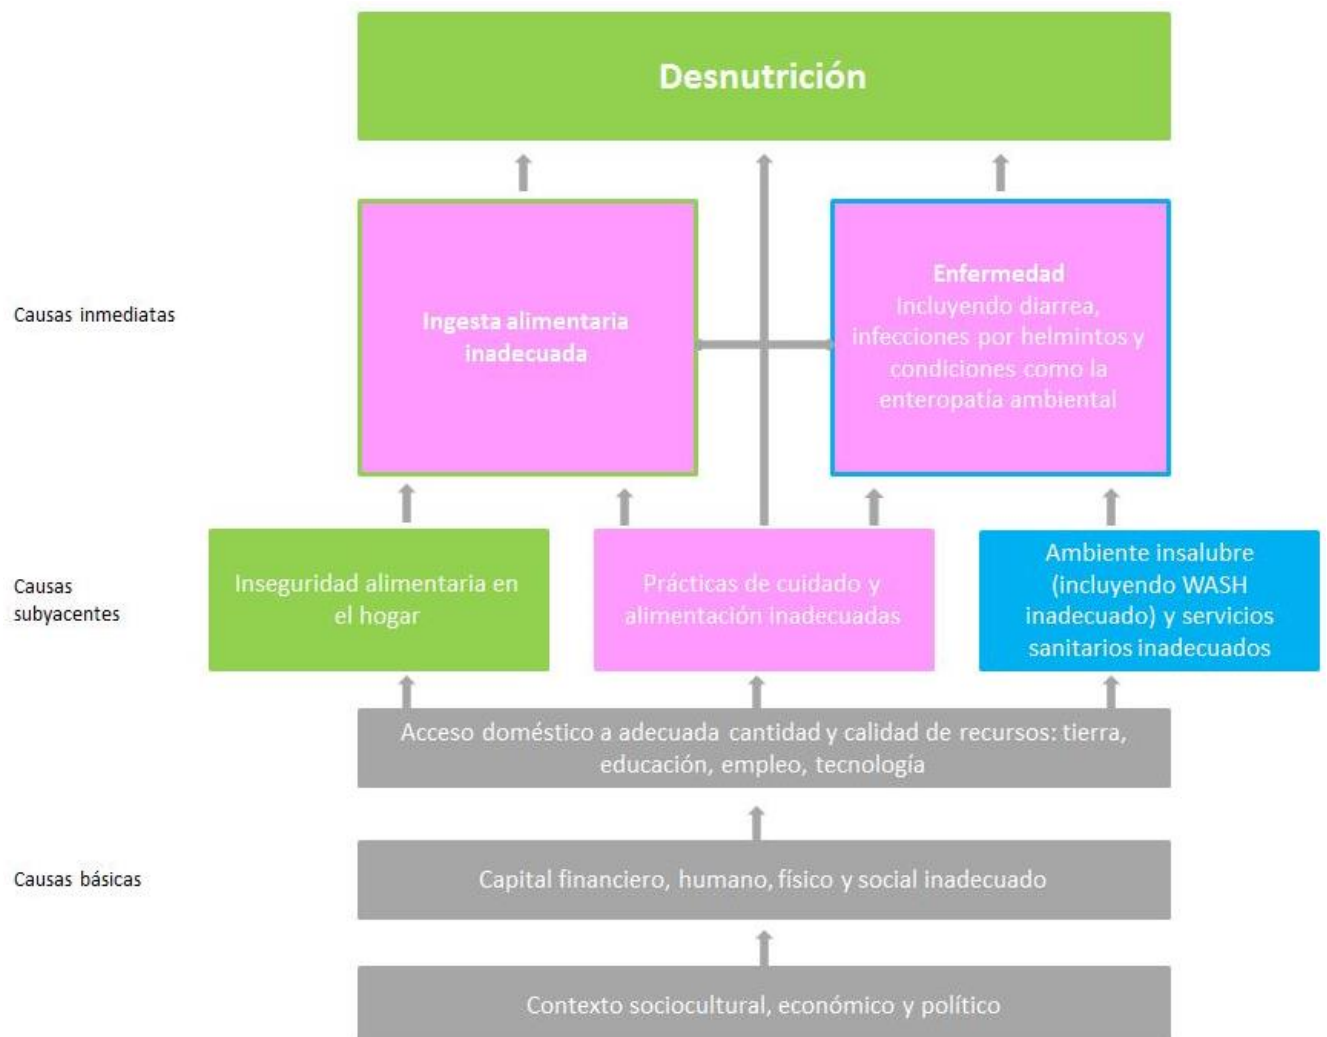 Desnutrición
Causas inmediatas
Ingesta alimentaria
inadecuada
Enfermedad
Incluyendo diarrea,
infecciones por helmintos y
condiciones como la
enteropatía ambiental
Causas
subyacentes
Inseguridad alimentaria en
el hogar
Prácticas de cuidado y
alimentación inadecuadas
Ambiente insalubre
(incluyendo WASH
inadecuado) y servicios
sanitarios inadecuados
Acceso doméstico a adecuada cantidad y calidad de recursos: tierra,
educación, empleo, tecnología
Causas básicas
Capital financiero, humano, físico y social inadecuado
Contexto sociocultural, económico y político